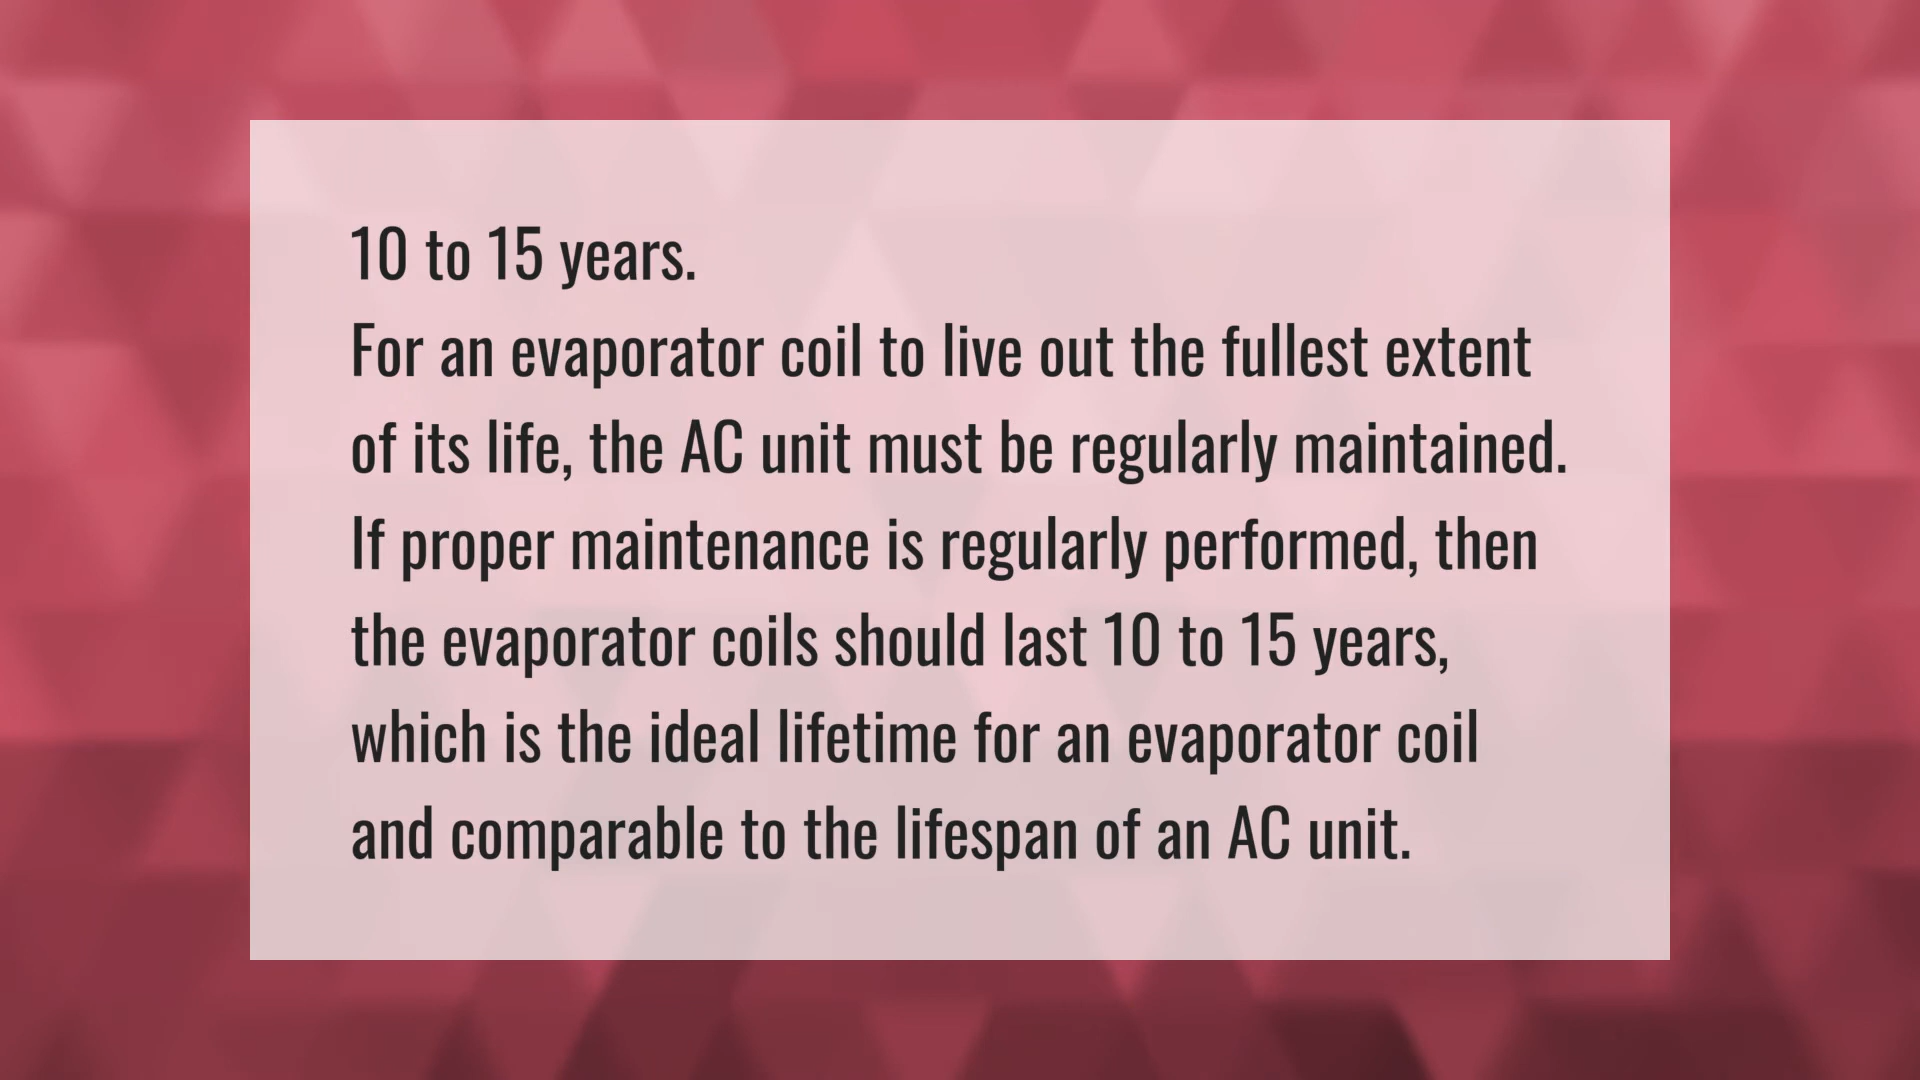 10 to 15 years.
For an evaporator coil to live out the fullest extent
of its life, the AC unit must be regularly maintained.
If proper maintenance is regularly performed, then
the evaporator coils should last 10 to 15 years,
which is the ideal lifetime for an evaporator coil
and comparable to the lifespan of an AC unit.